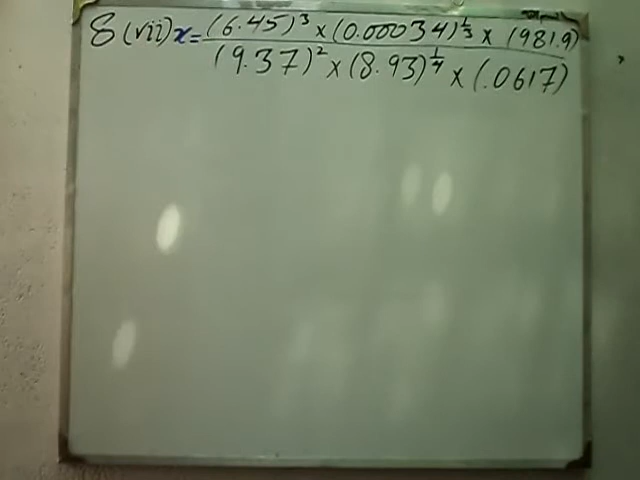 8 (vii) x = (6.45)³ × (0.00034)^⅓ × (981.9)
(9.37)² × (8.93)^¼ × (.0617)